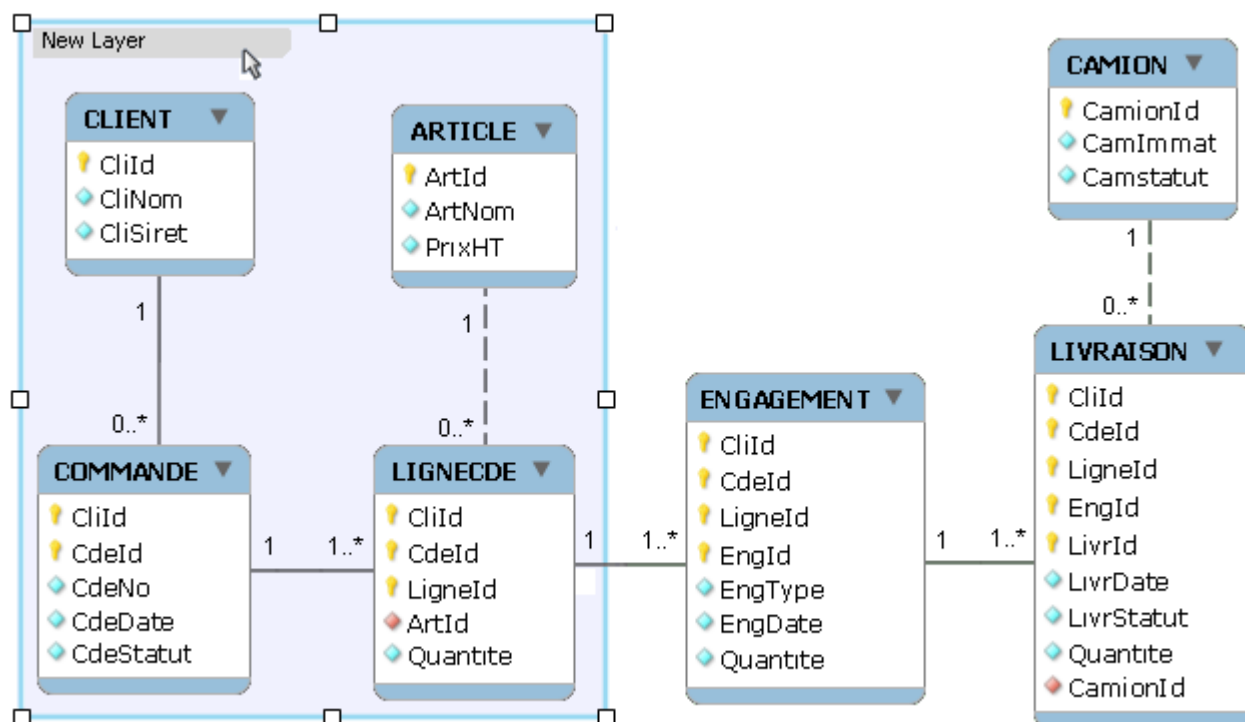 New Layer
CLIENT
CliId
CliNom
CliSiret
ARTICLE
ArtId
ArtNom
PrixHT
CAMION
CamionId
CamImmat
Camstatut
1
0..*
1
0..*
1
0..*
COMMANDE
CliId
CdeId
CdeNo
CdeDate
CdeStatut
1
1..*
LIGNECDE
CliId
CdeId
LigneId
ArtId
Quantite
1
1..*
ENGAGEMENT
CliId
CdeId
LigneId
EngId
EngType
EngDate
Quantite
1
1..*
LIVRAISON
CliId
CdeId
LigneId
EngId
LivrId
LivrDate
LivrStatut
Quantite
CamionId